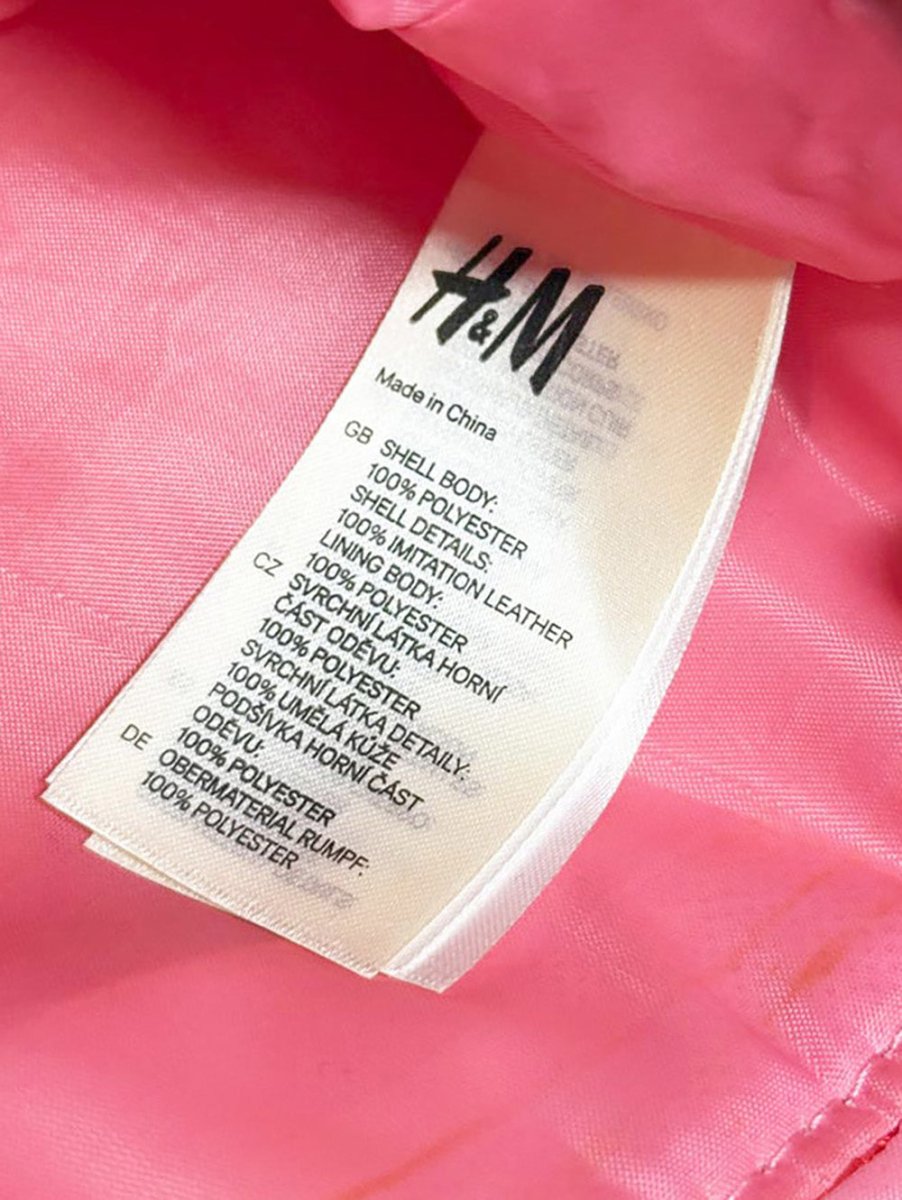 H&M
Made in China
GB SHELL BODY:
100% POLYESTER
SHELL DETAILS:
100% IMITATION LEATHER
LINING BODY:
100% POLYESTER
CZ SVRCHNÍ LÁTKA HORNÍ
ČÁST ODĚVU:
100% POLYESTER
SVRCHNÍ LÁTKA DETAILY:
100% UMĚLÁ KŮŽE
PODŠÍVKA HORNÍ ČÁST
ODĚVU:
100% POLYESTER
DE OBERMATERIAL RUMPF:
100% POLYESTER